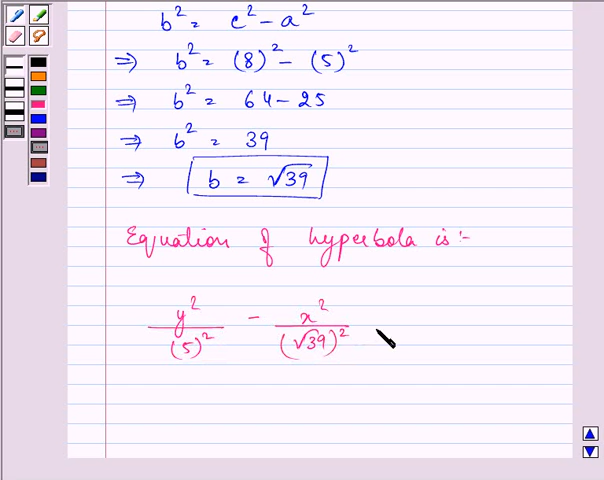 b² = c² - a²
⇒ b² = (8)² - (5)²
⇒ b² = 64 - 25
⇒ b² = 39
⇒ b = √39
Equation of hyperbola is :-
y²/(5)² - x²/(√39)²